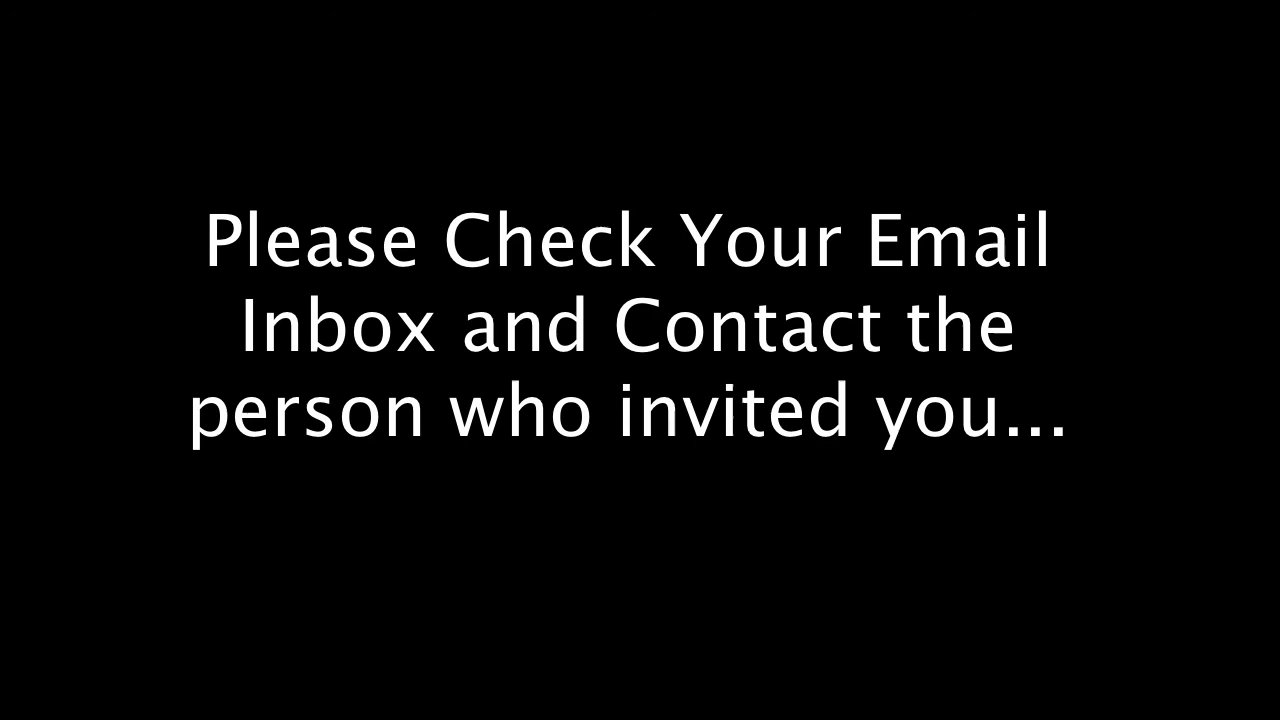 Please Check Your Email
Inbox and Contact the
person who invited you...